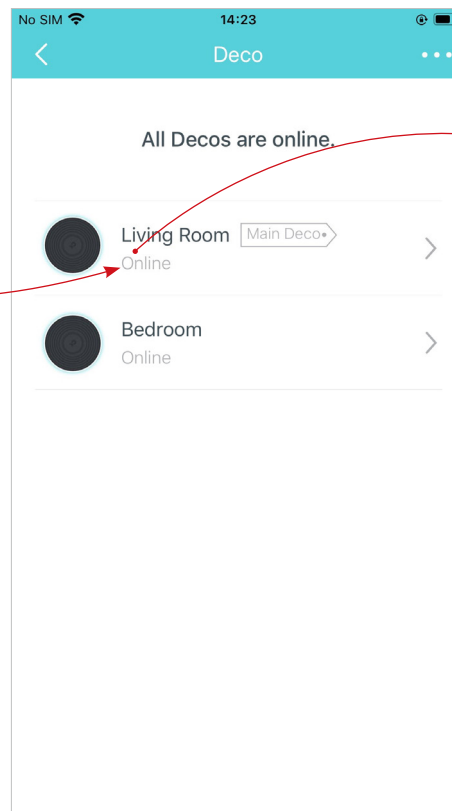 No SIM 14:23
Deco
All Decos are online.
Living Room Main Deco
Online
Bedroom
Online